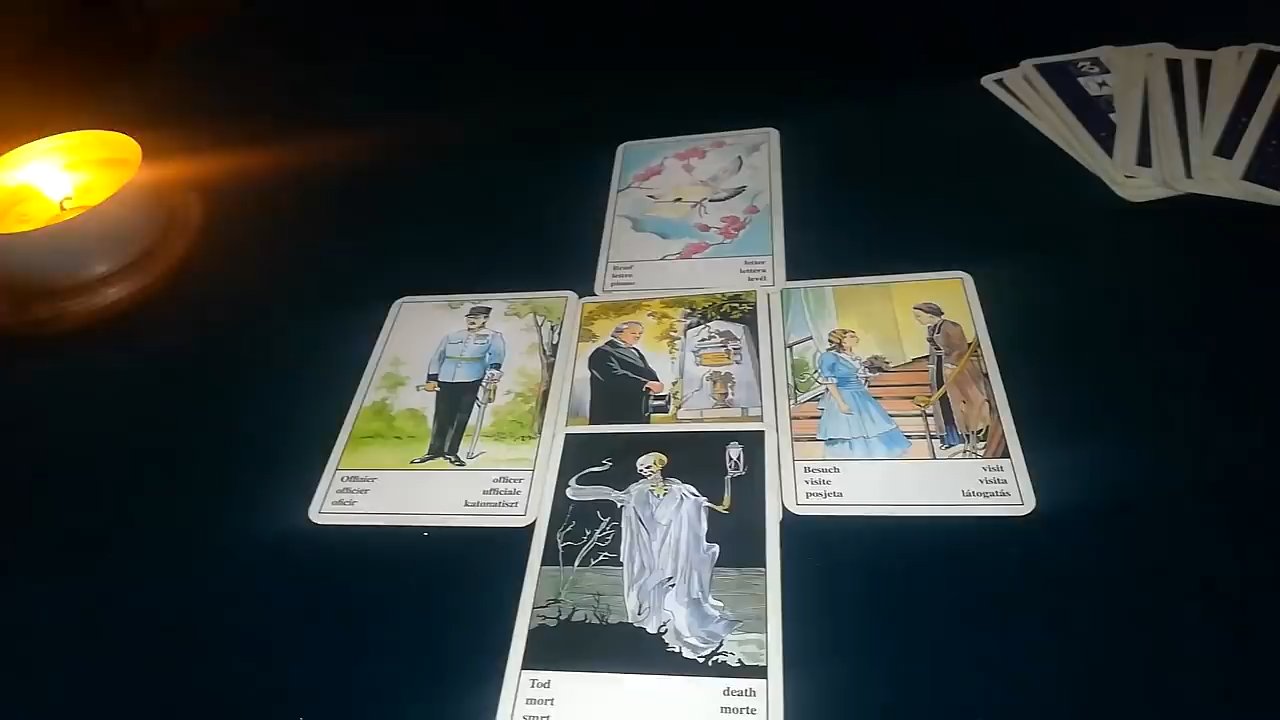 Brief letter
lettre lettera
pismo levél
Offizier officer
officier ufficiale
oficir katonatiszt
Besuch visit
visite visita
posjeta látogatás
Tod death
mort morte
smrt